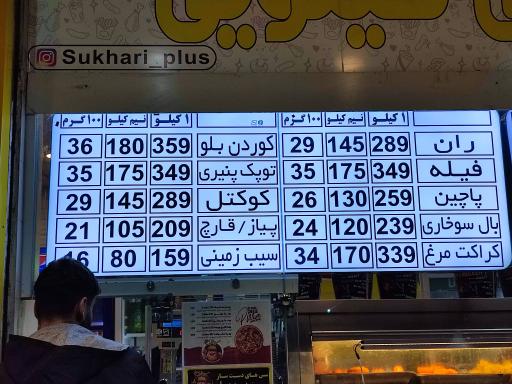 کیلویی
Sukhari_plus
۱ کیلو نیم کیلو ۱۰۰ گرم
ران 289 145 29
فیله 349 175 35
پاچین 259 130 26
بال سوخاری 239 120 24
کراکت مرغ 339 170 34
۱ کیلو نیم کیلو ۱۰۰ گرم
کوردن بلو 359 180 36
توپک پنیری 349 175 35
کوکتل 289 145 29
پیاز/قارچ 209 105 21
سیب زمینی 159 80 16